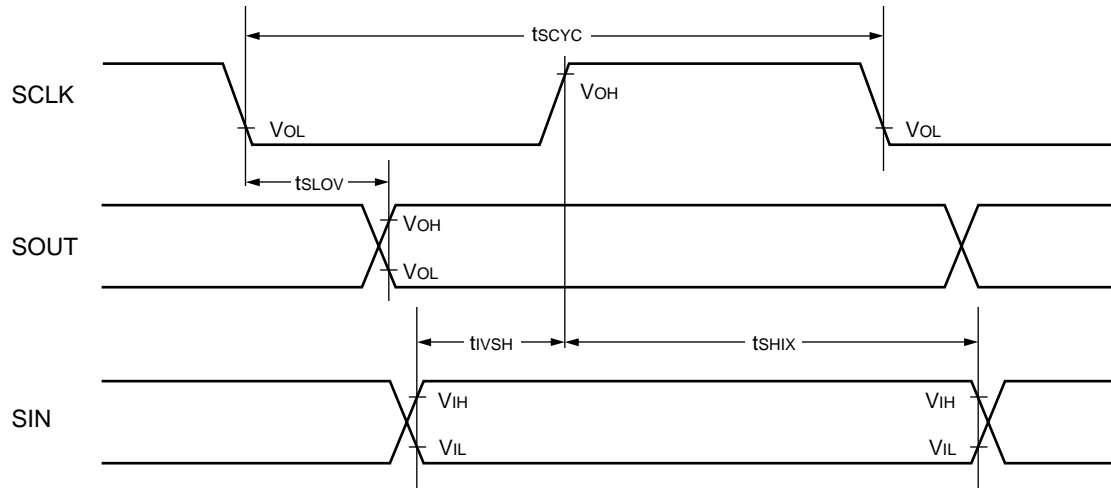 tSCYC
SCLK
VOH
VOL
VOL
tSLOV
SOUT
VOH
VOL
tIVSH
tSHIX
SIN
VIH
VIH
VIL
VIL